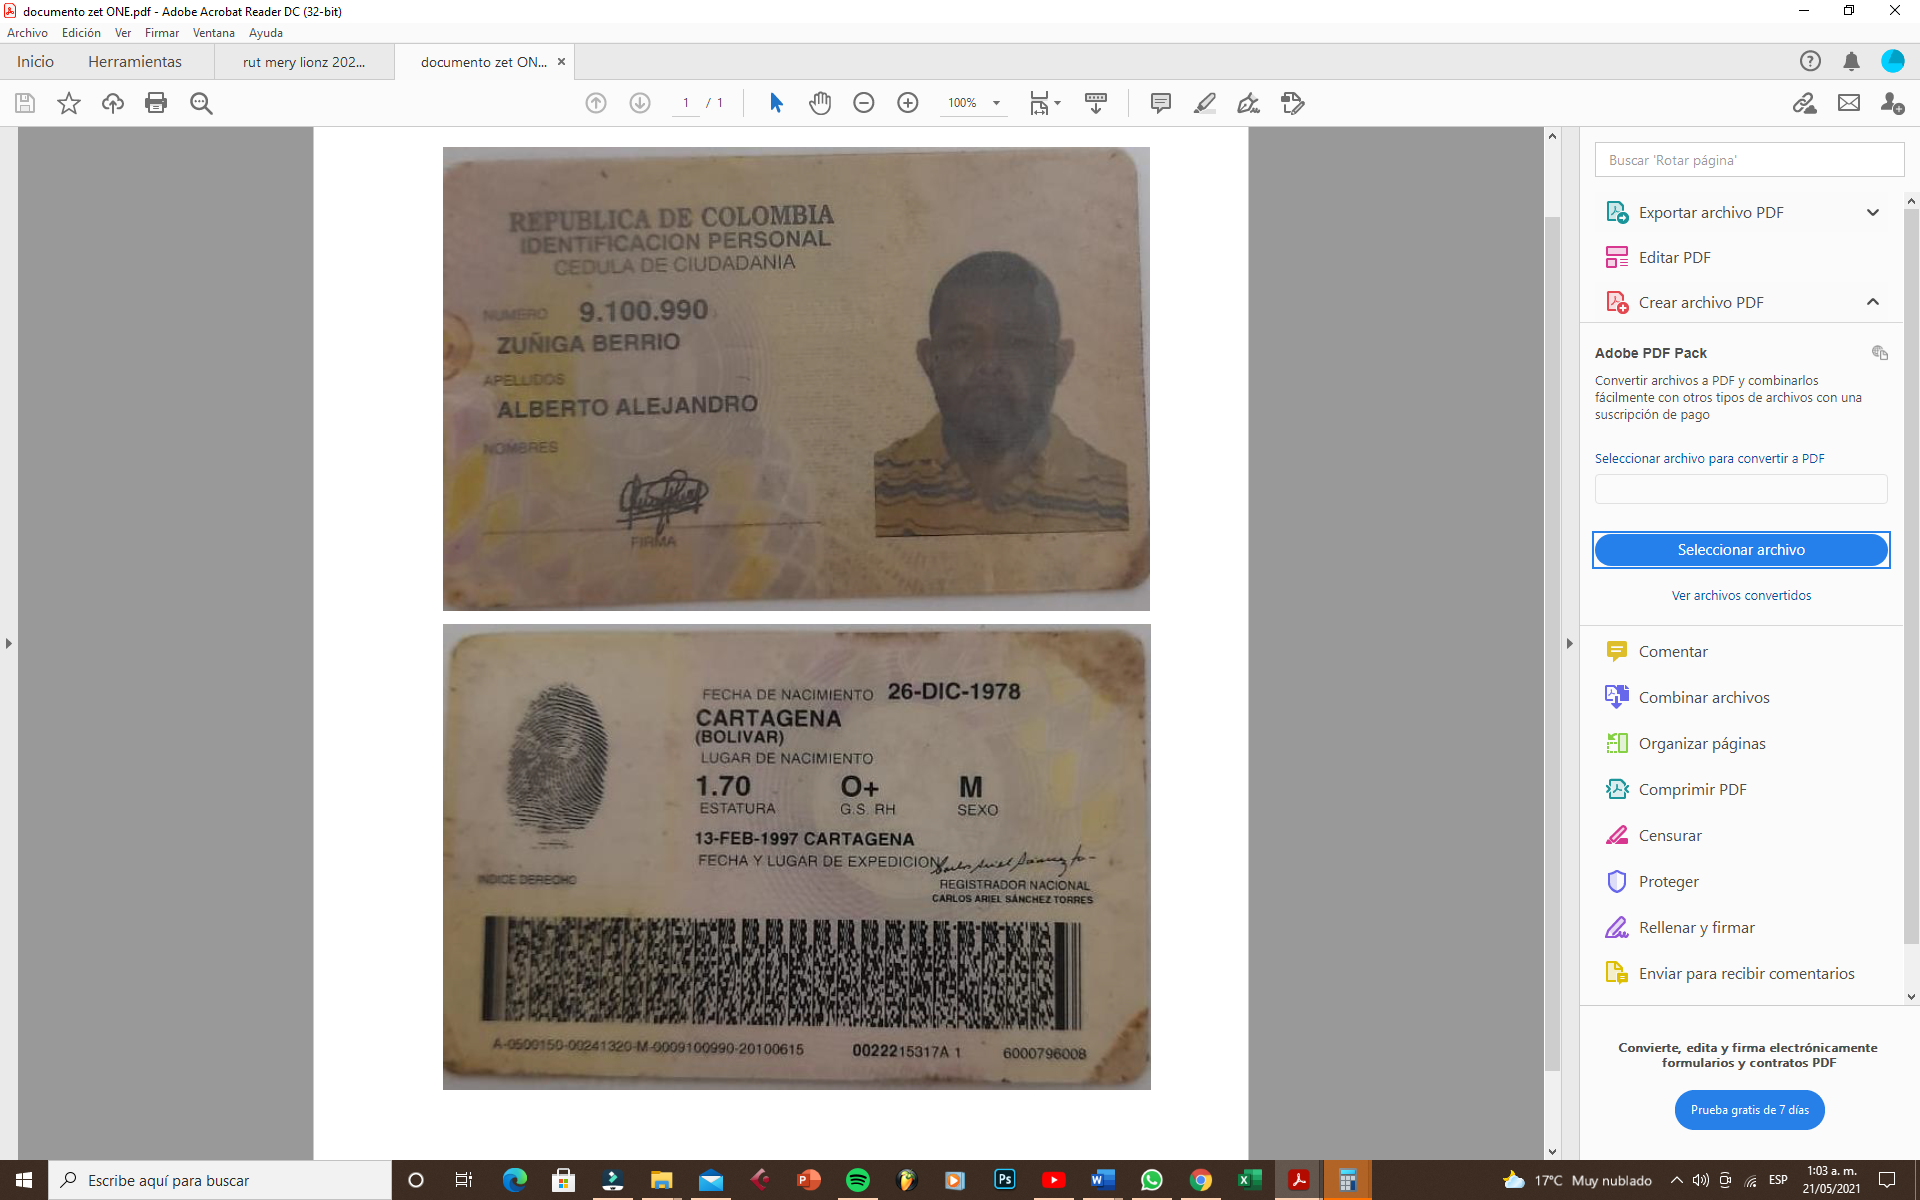 documento zet ONE.pdf - Adobe Acrobat Reader DC (32-bit)
Archivo Edición Ver Firmar Ventana Ayuda
Inicio Herramientas rut mery lionz 202... documento zet ON... ×
1 / 1 100%
REPUBLICA DE COLOMBIA
IDENTIFICACION PERSONAL
CEDULA DE CIUDADANIA
NUMERO 9.100.990
ZUÑIGA BERRIO
APELLIDOS
ALBERTO ALEJANDRO
NOMBRES
FIRMA
FECHA DE NACIMIENTO 26-DIC-1978
CARTAGENA
(BOLIVAR)
LUGAR DE NACIMIENTO
1.70 O+ M
ESTATURA G.S. RH SEXO
13-FEB-1997 CARTAGENA
FECHA Y LUGAR DE EXPEDICION
INDICE DERECHO
REGISTRADOR NACIONAL
CARLOS ARIEL SÁNCHEZ TORRES
A-0500150-00241320-M-0009100990-20100615 0022215317A 1 6000796008
Buscar 'Rotar página'
Exportar archivo PDF
Editar PDF
Crear archivo PDF
Adobe PDF Pack
Convertir archivos a PDF y combinarlos
fácilmente con otros tipos de archivos con una
suscripción de pago
Seleccionar archivo para convertir a PDF
Seleccionar archivo
Ver archivos convertidos
Comentar
Combinar archivos
Organizar páginas
Comprimir PDF
Censurar
Proteger
Rellenar y firmar
Enviar para recibir comentarios
Convierte, edita y firma electrónicamente
formularios y contratos PDF
Prueba gratis de 7 días
Escribe aquí para buscar
17°C Muy nublado ESP
1:03 a. m.
21/05/2021